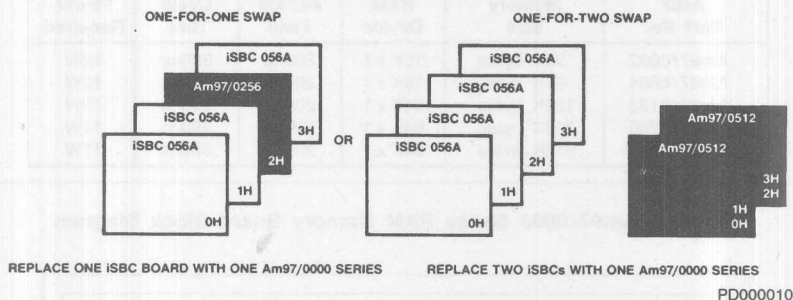 ONE-FOR-ONE SWAP
ONE-FOR-TWO SWAP
iSBC 056A
Am97/0256
iSBC 056A
iSBC 056A
3H
2H
1H
0H
OR
iSBC 056A
iSBC 056A
iSBC 056A
iSBC 056A
3H
2H
1H
0H
Am97/0512
Am97/0512
3H
2H
1H
0H
REPLACE ONE iSBC BOARD WITH ONE Am97/0000 SERIES
REPLACE TWO iSBCs WITH ONE Am97/0000 SERIES
PD000010